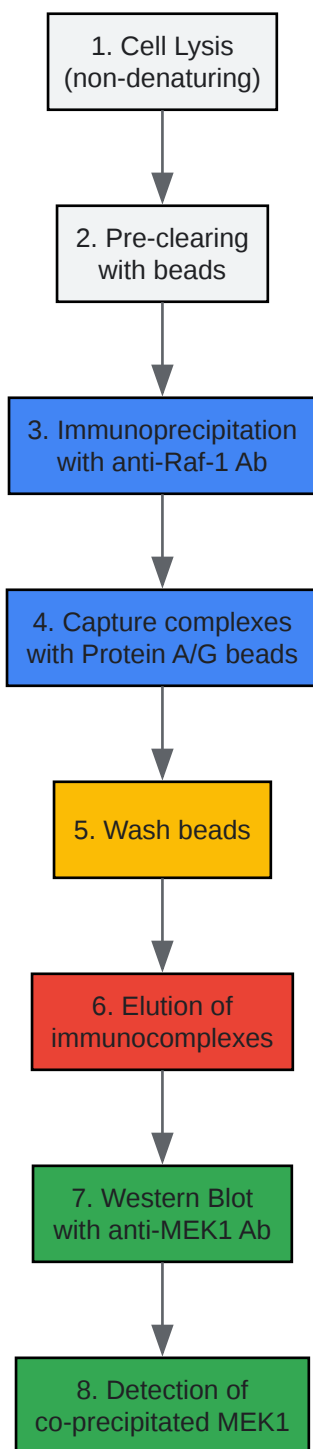 1. Cell Lysis
(non-denaturing)
2. Pre-clearing
with beads
3. Immunoprecipitation
with anti-Raf-1 Ab
4. Capture complexes
with Protein A/G beads
5. Wash beads
6. Elution of
immunocomplexes
7. Western Blot
with anti-MEK1 Ab
8. Detection of
co-precipitated MEK1